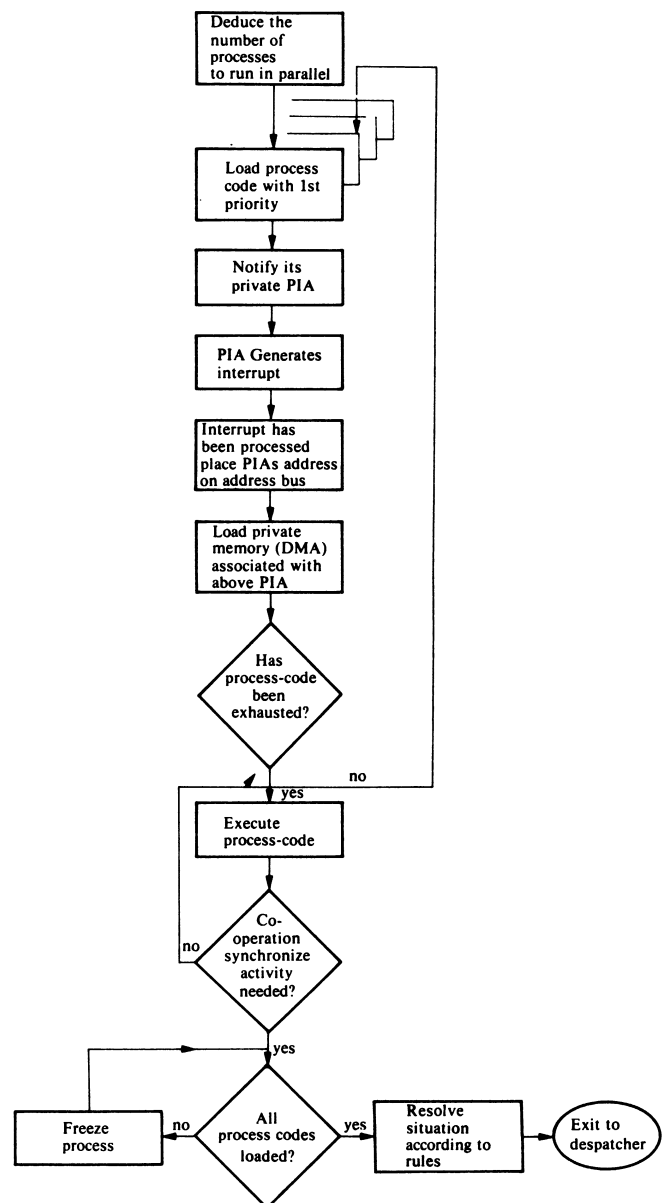 Deduce the
number of
processes
to run in parallel
Load process
code with 1st
priority
Notify its
private PIA
PIA Generates
interrupt
Interrupt has
been processed
place PIAs address
on address bus
Load private
memory (DMA)
associated with
above PIA
Has
process-code
been
exhausted?
no
yes
Execute
process-code
Co-
operation
synchronize
activity
needed?
no
yes
All
process codes
loaded?
no
yes
Freeze
process
Resolve
situation
according to
rules
Exit to
despatcher